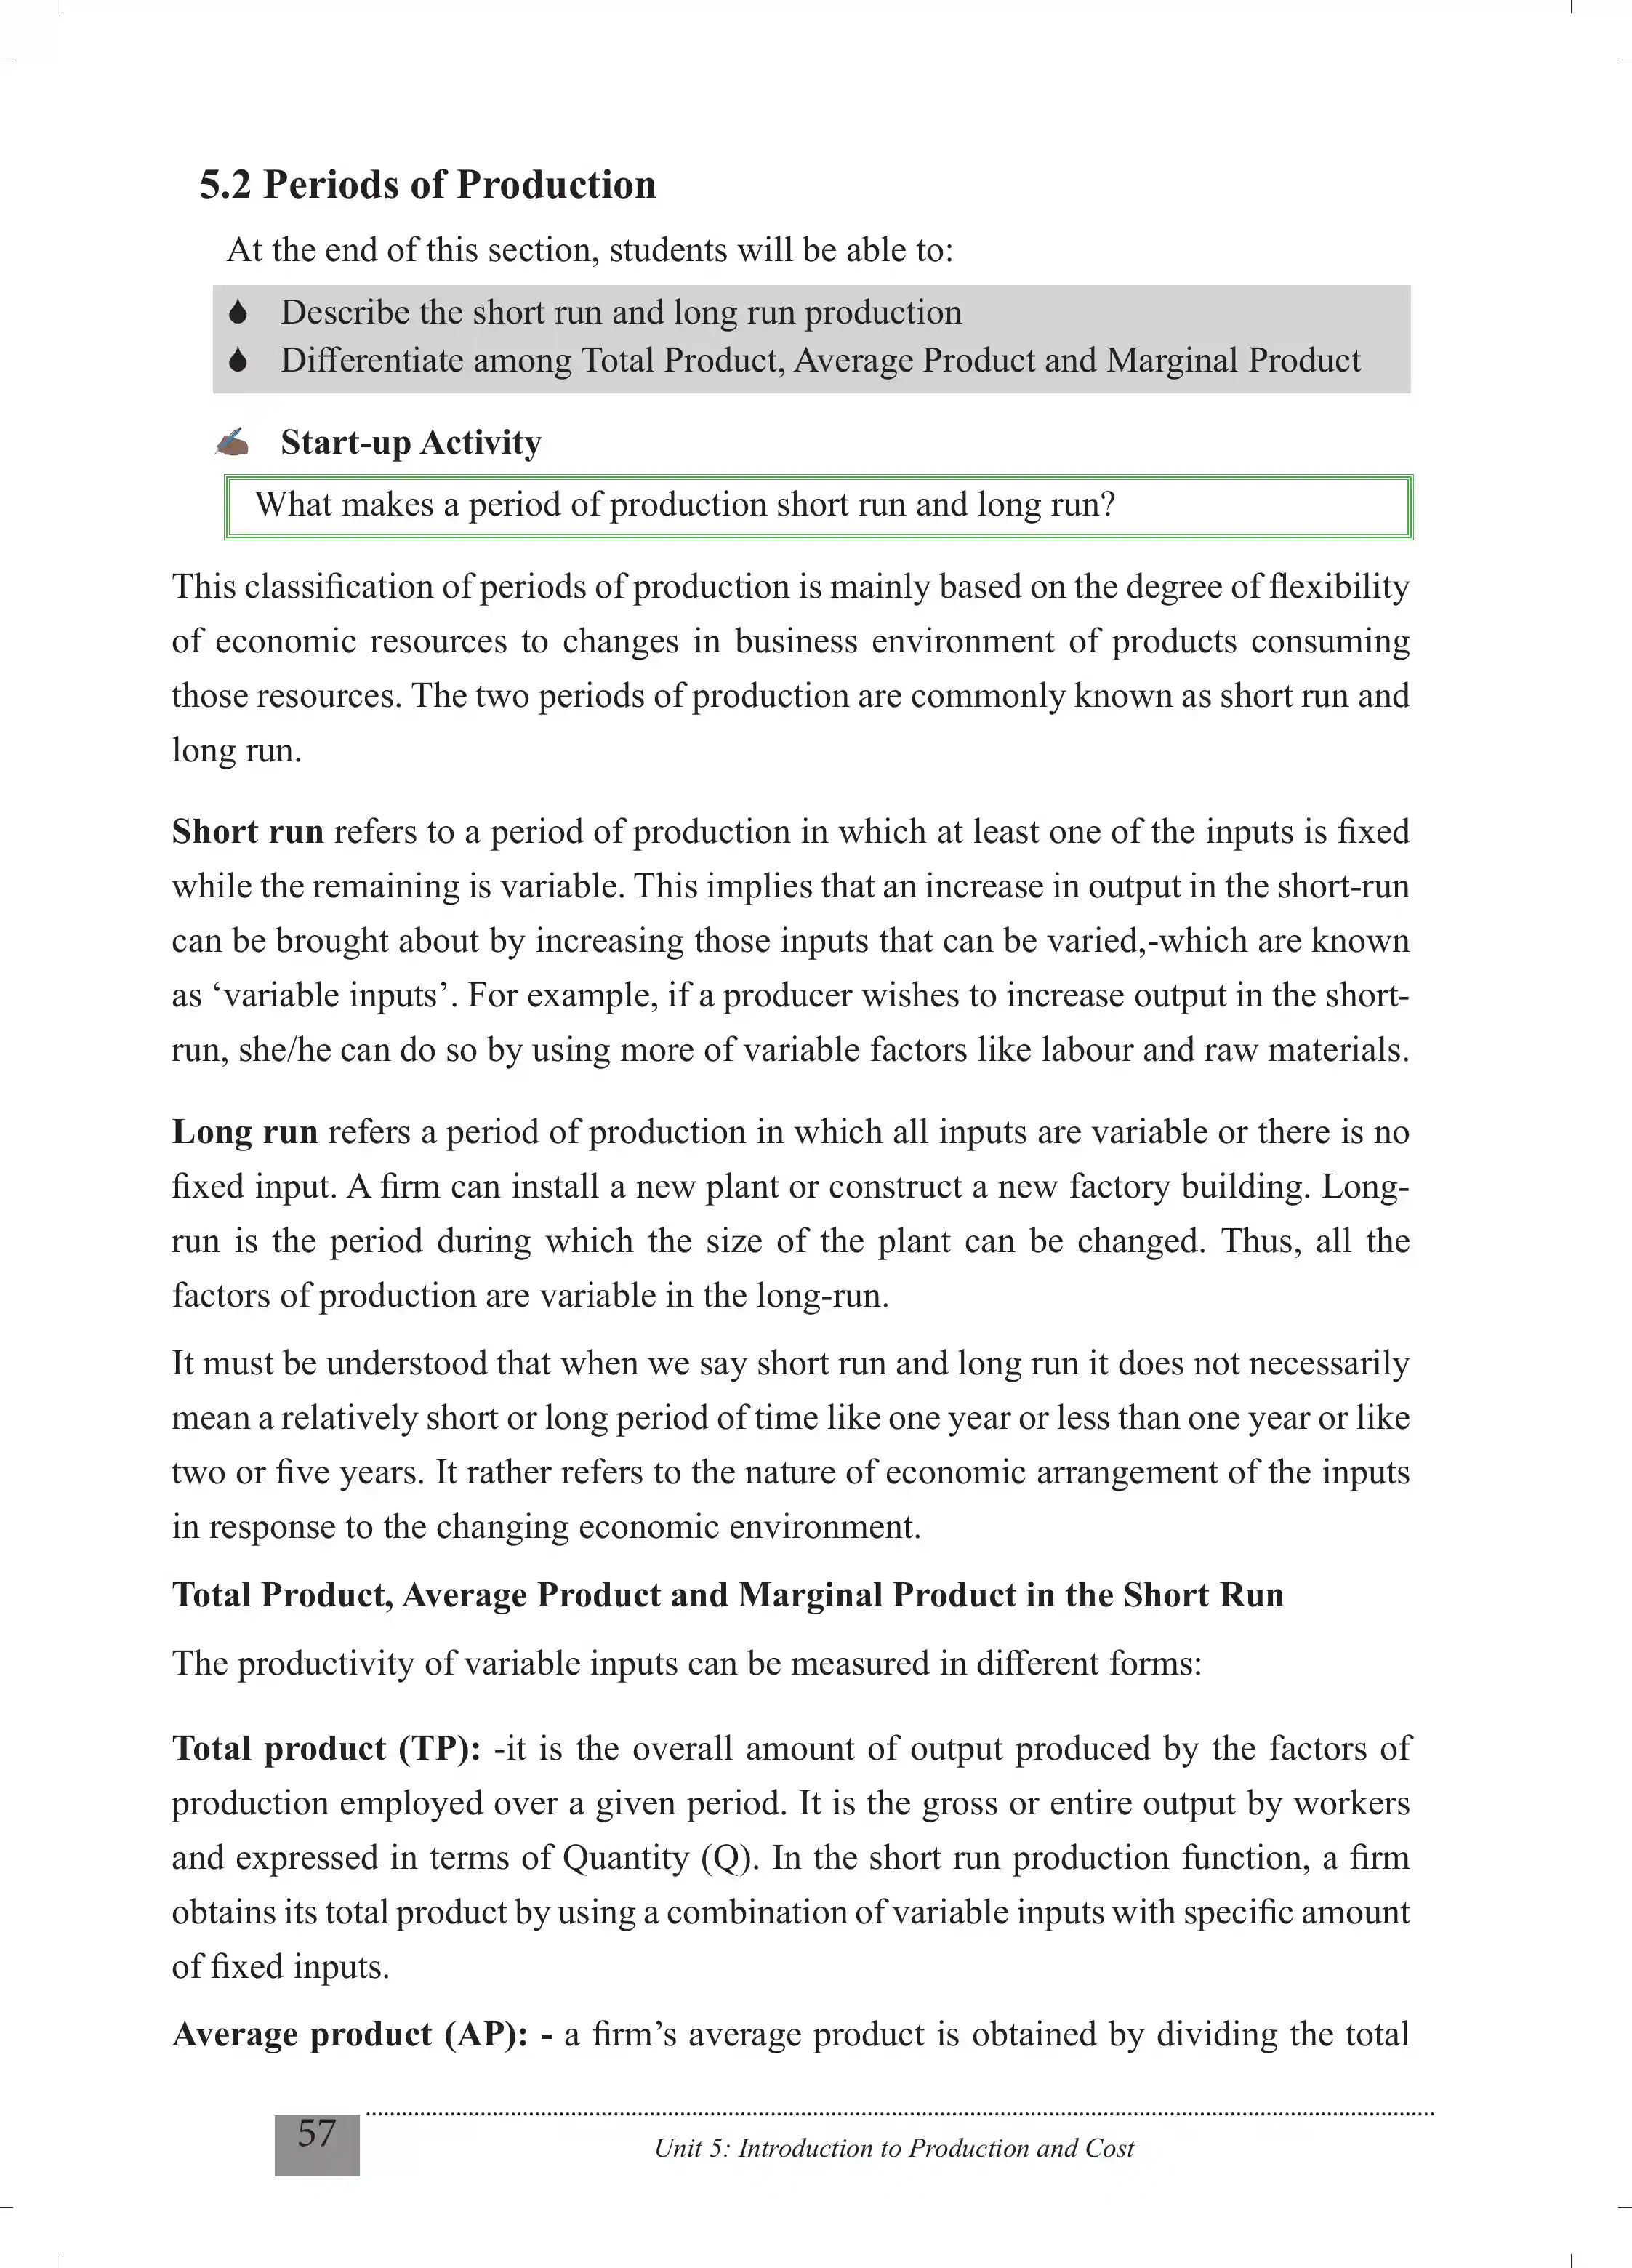 5.2 Periods of Production
At the end of this section, students will be able to:
Describe the short run and long run production
Differentiate among Total Product, Average Product and Marginal Product
Start-up Activity
What makes a period of production short run and long run?
This classification of periods of production is mainly based on the degree of flexibility
of economic resources to changes in business environment of products consuming
those resources. The two periods of production are commonly known as short run and
long run.
Short run refers to a period of production in which at least one of the inputs is fixed
while the remaining is variable. This implies that an increase in output in the short-run
can be brought about by increasing those inputs that can be varied,-which are known
as ‘variable inputs’. For example, if a producer wishes to increase output in the short-
run, she/he can do so by using more of variable factors like labour and raw materials.
Long run refers a period of production in which all inputs are variable or there is no
fixed input. A firm can install a new plant or construct a new factory building. Long-
run is the period during which the size of the plant can be changed. Thus, all the
factors of production are variable in the long-run.
It must be understood that when we say short run and long run it does not necessarily
mean a relatively short or long period of time like one year or less than one year or like
two or five years. It rather refers to the nature of economic arrangement of the inputs
in response to the changing economic environment.
Total Product, Average Product and Marginal Product in the Short Run
The productivity of variable inputs can be measured in different forms:
Total product (TP): -it is the overall amount of output produced by the factors of
production employed over a given period. It is the gross or entire output by workers
and expressed in terms of Quantity (Q). In the short run production function, a firm
obtains its total product by using a combination of variable inputs with specific amount
of fixed inputs.
Average product (AP): - a firm’s average product is obtained by dividing the total
57
Unit 5: Introduction to Production and Cost